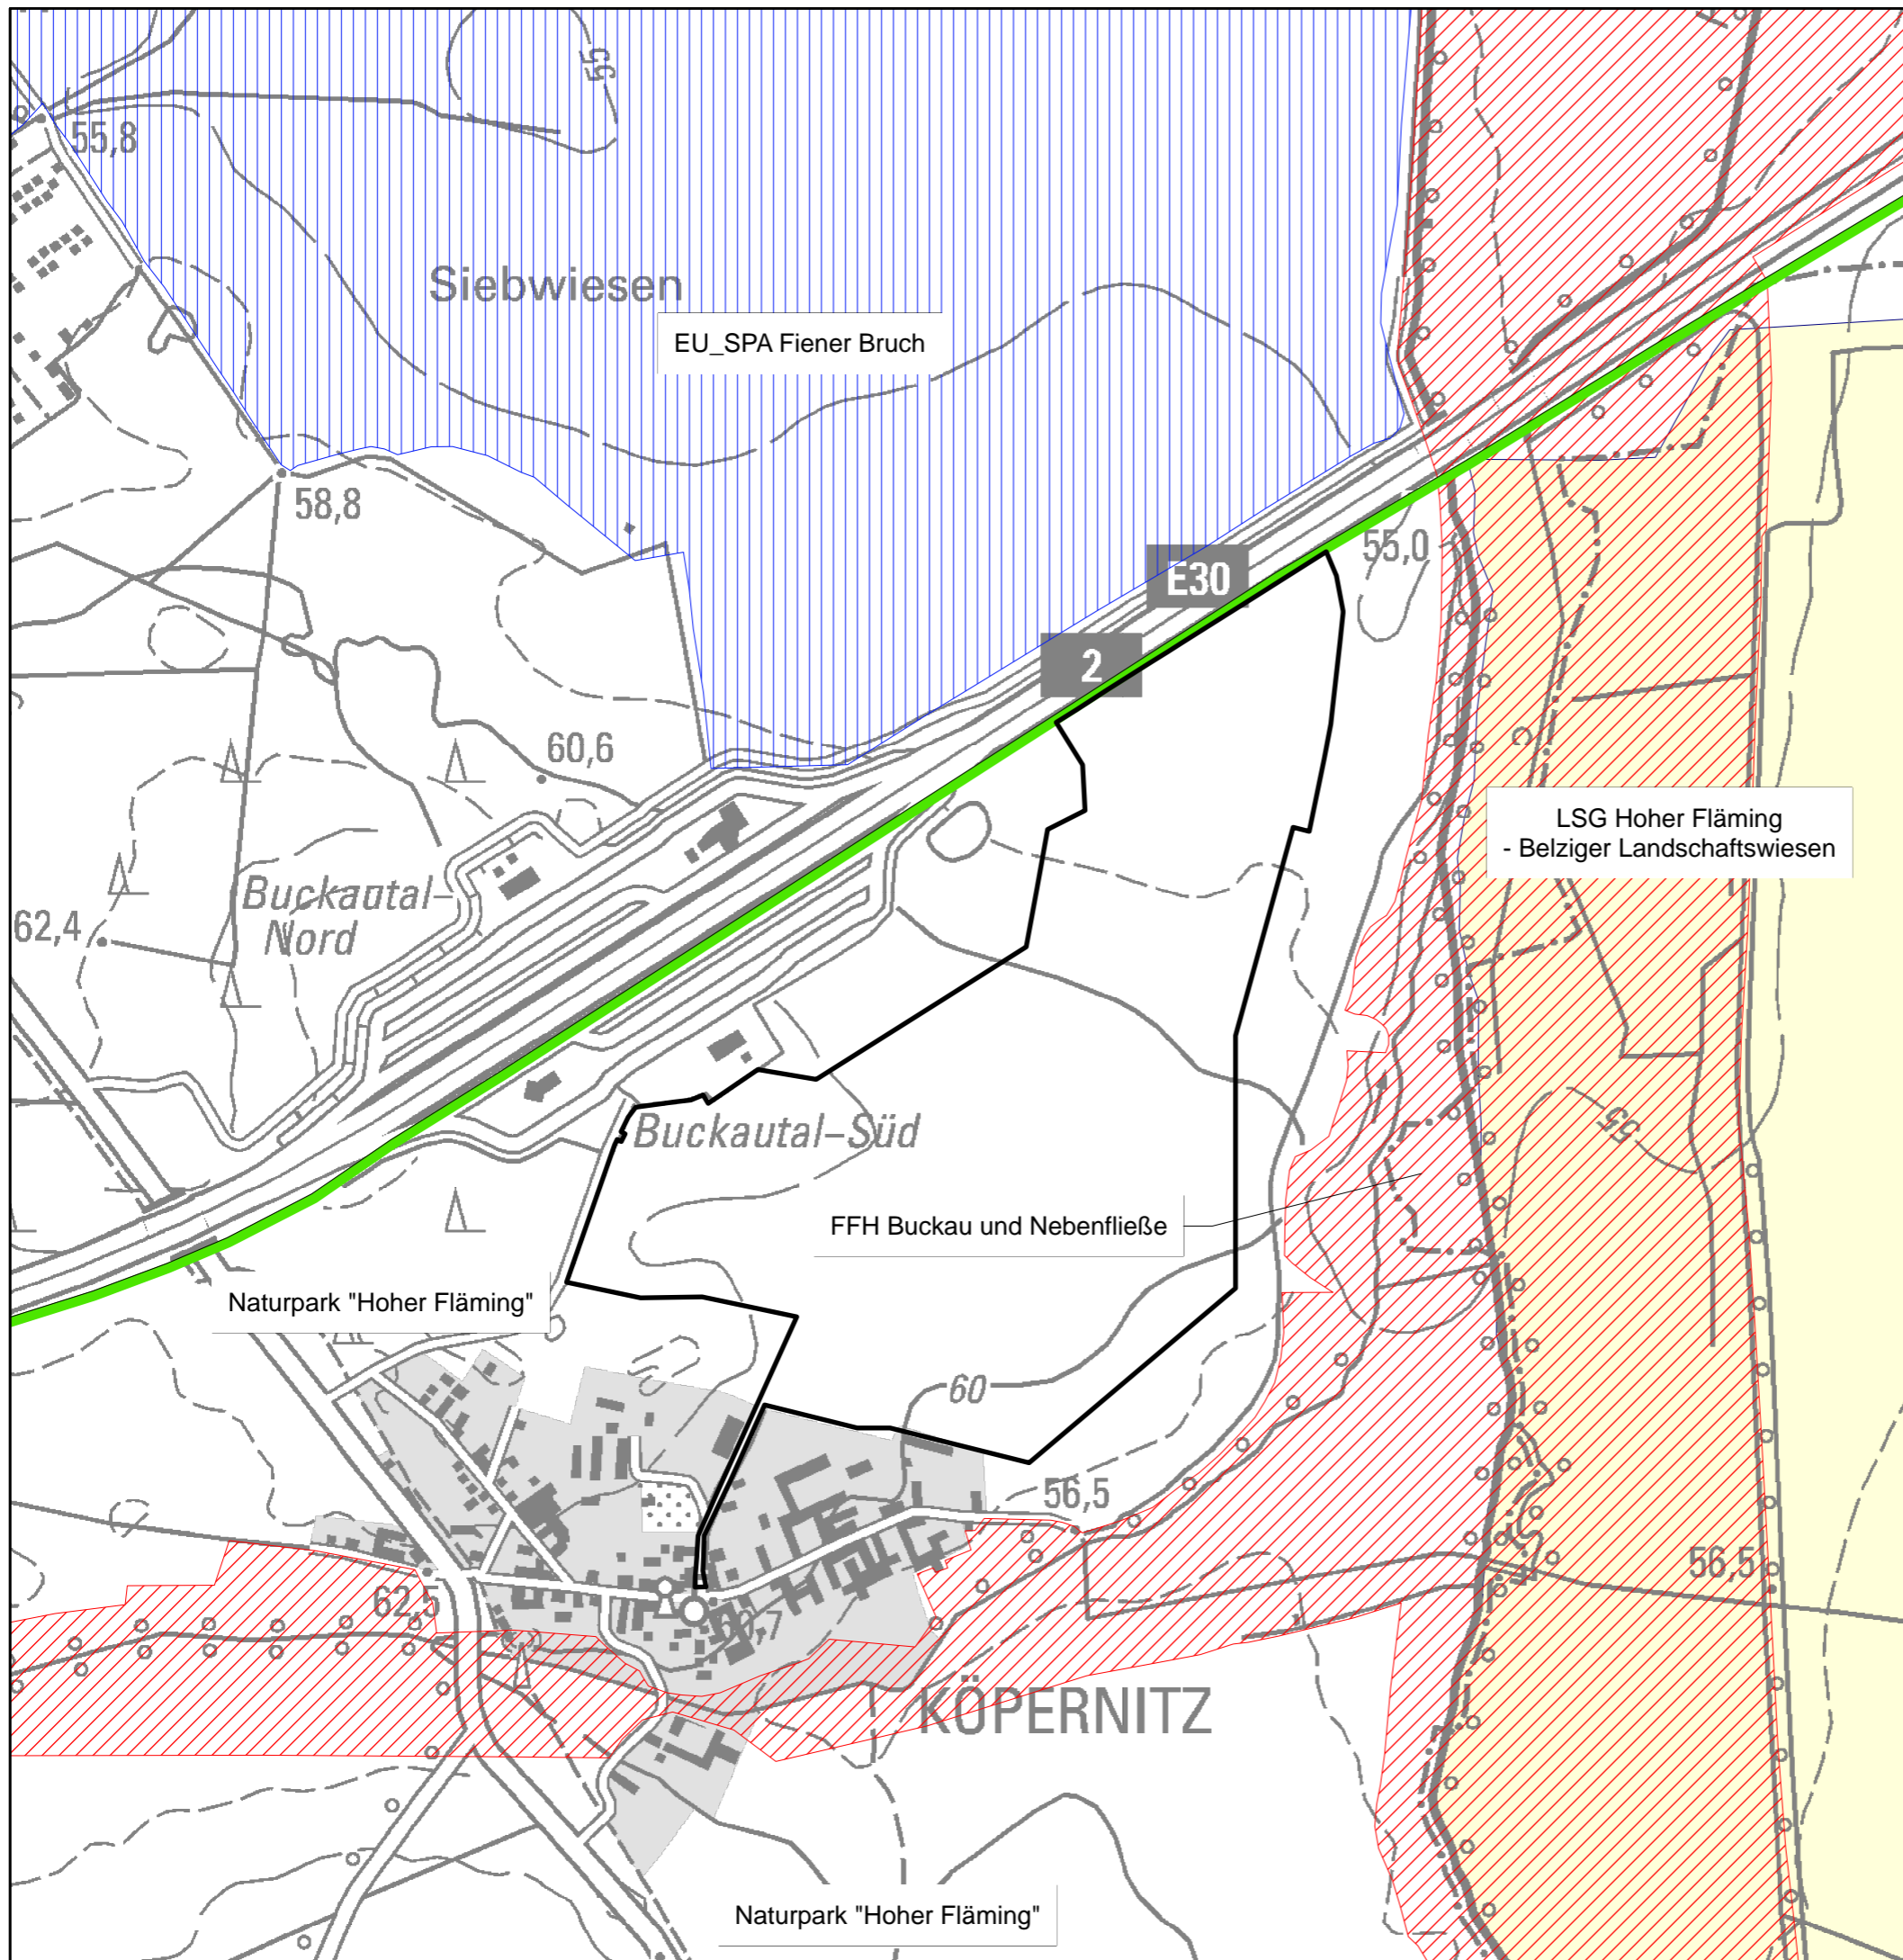 55
55,8
Siebwiesen
EU_SPA Fiener Bruch
58,8
55,0
E30
2
60,6
LSG Hoher Fläming
- Belziger Landschaftswiesen
Buckautal-
Nord
62,4
55
Buckautal-Süd
FFH Buckau und Nebenfließe
Naturpark "Hoher Fläming"
60
56,5
56,5
62,5
KÖPERNITZ
Naturpark "Hoher Fläming"